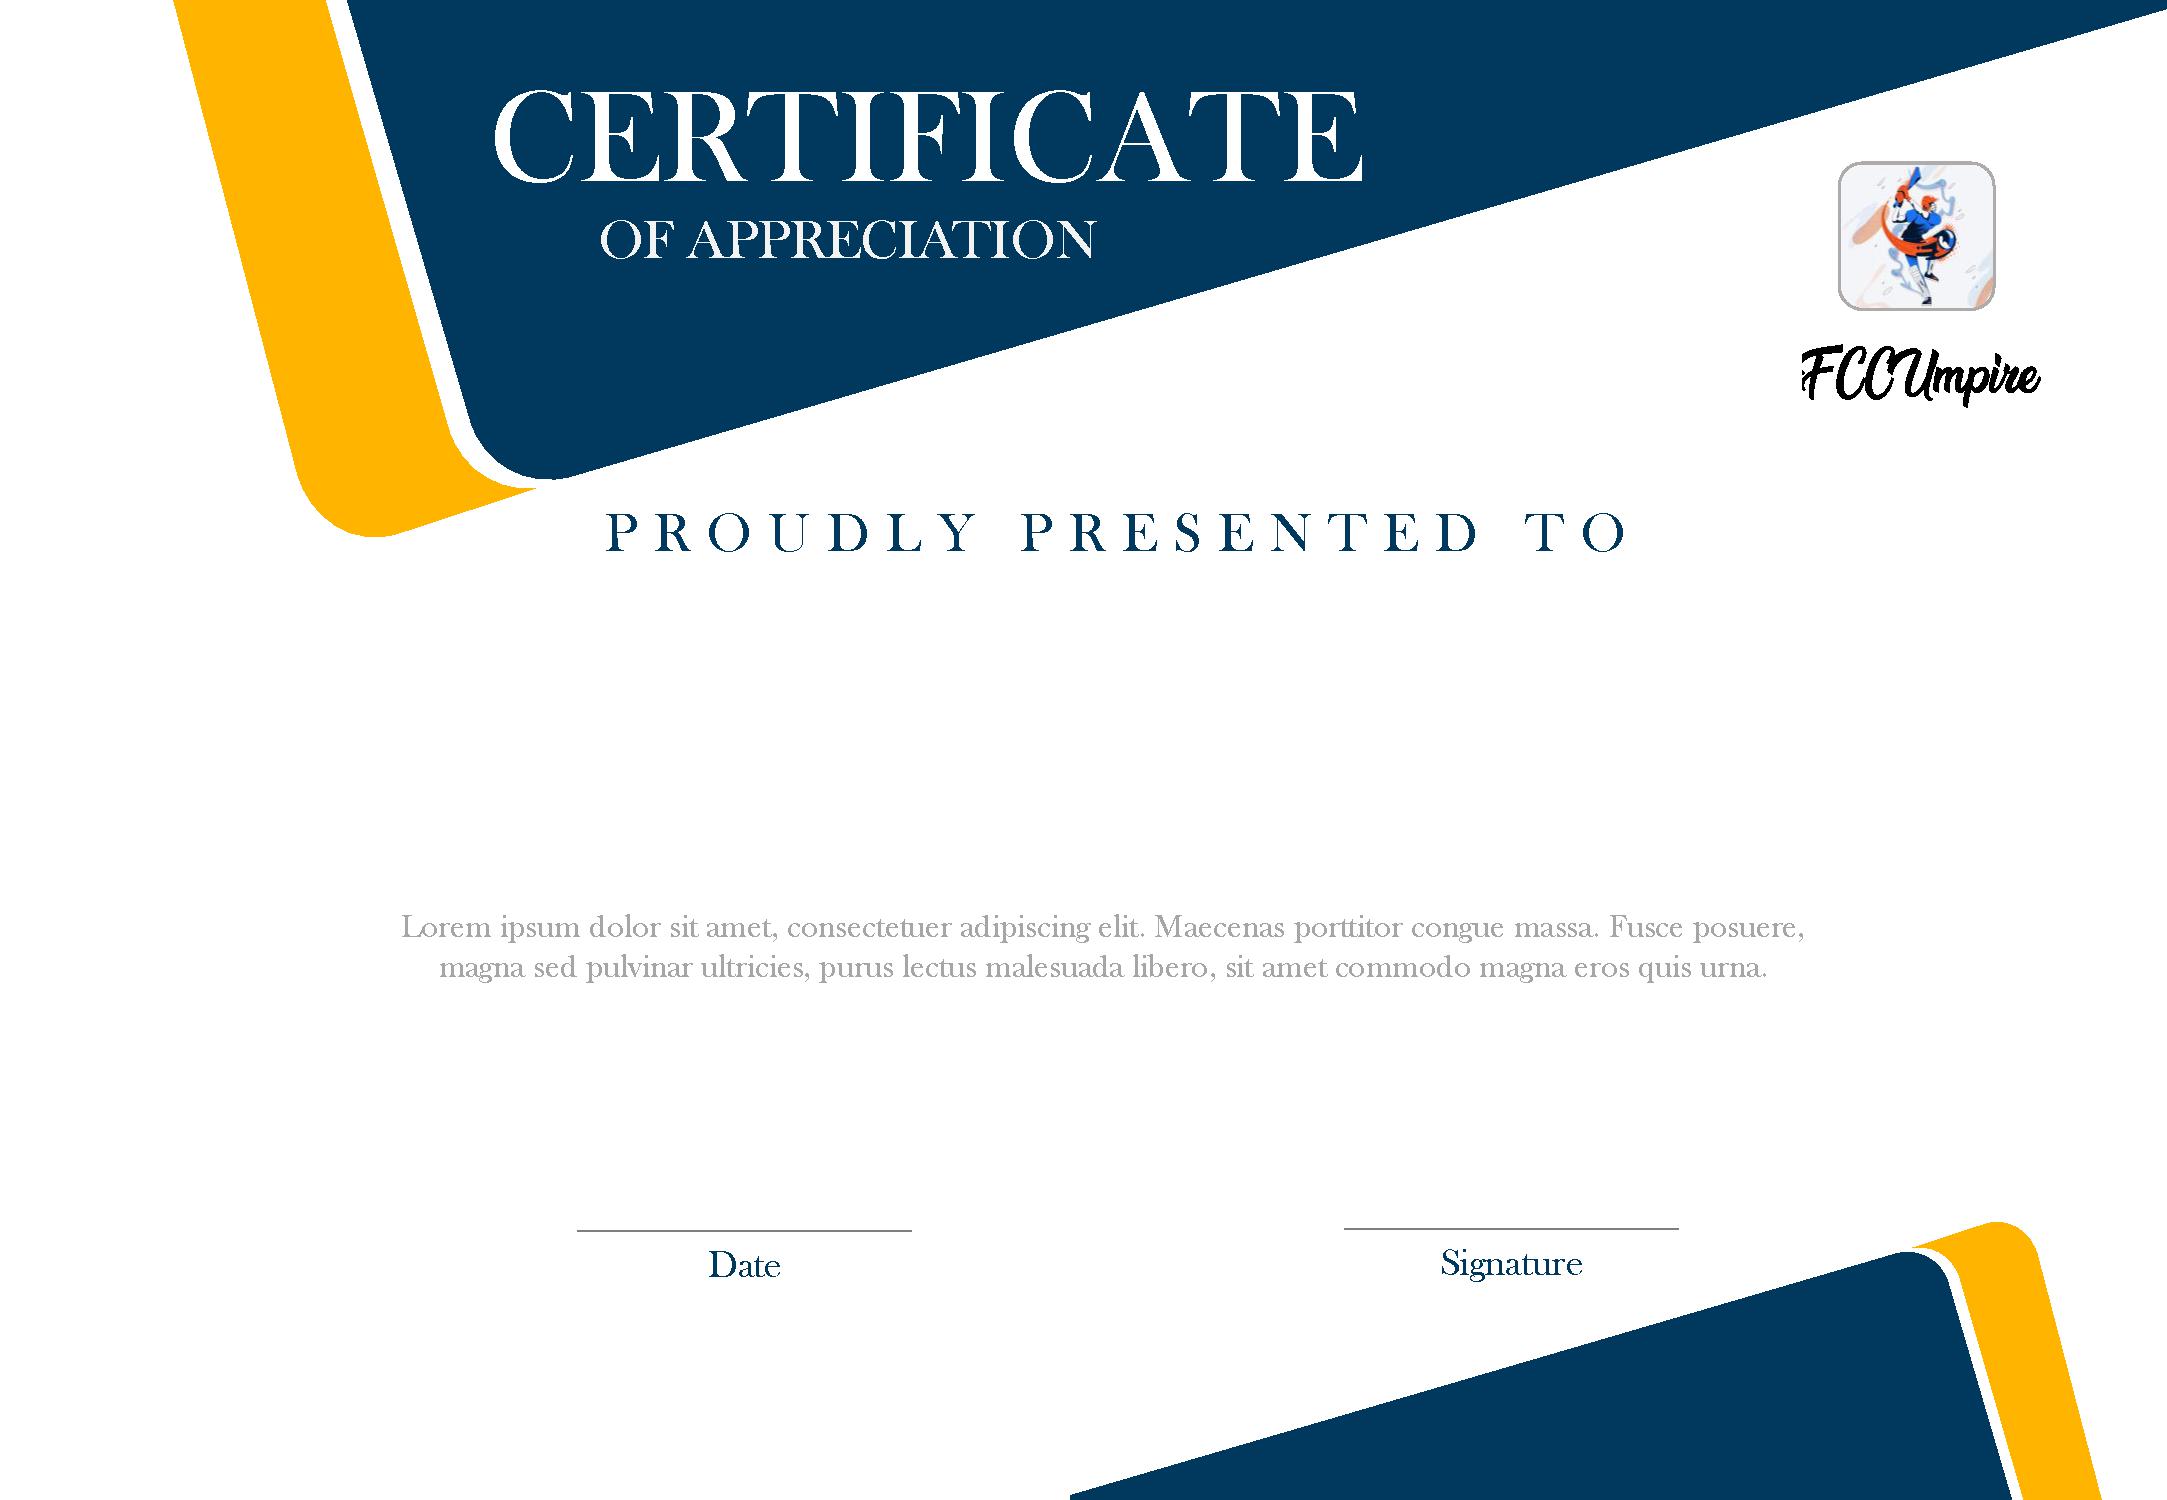 CERTIFICATE
OF APPRECIATION
FCCUmpire
PROUDLY PRESENTED TO
Lorem ipsum dolor sit amet, consectetuer adipiscing elit. Maecenas porttitor congue massa. Fusce posuere,
magna sed pulvinar ultricies, purus lectus malesuada libero, sit amet commodo magna eros quis urna.
Date
Signature